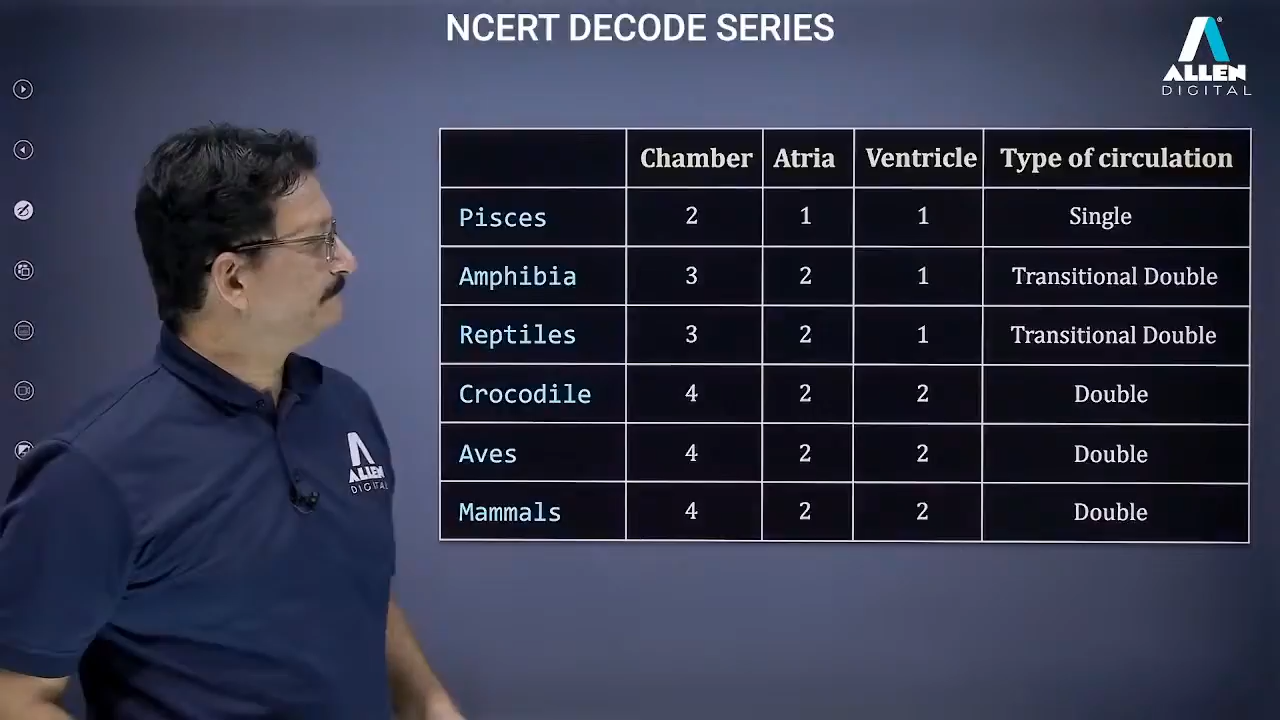 NCERT DECODE SERIES
ALLEN
DIGITAL
Chamber Atria Ventricle Type of circulation
Pisces 2 1 1 Single
Amphibia 3 2 1 Transitional Double
Reptiles 3 2 1 Transitional Double
Crocodile 4 2 2 Double
Aves 4 2 2 Double
Mammals 4 2 2 Double
ALLEN
DIGITAL